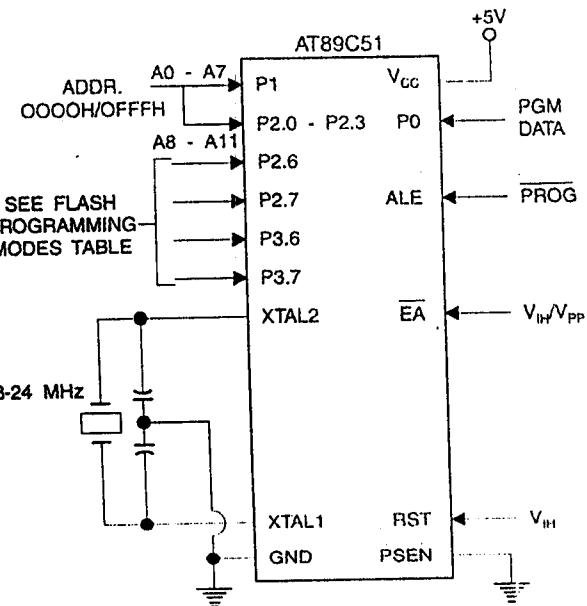 +5V
AT89C51
A0 - A7
P1
VCC
ADDR.
OOOOH/OFFFH
P2.0 - P2.3
P0
PGM
DATA
A8 - A11
P2.6
SEE FLASH
PROGRAMMING
MODES TABLE
P2.7
ALE
PROG
P3.6
P3.7
XTAL2
EA
VIH/VPP
3-24 MHz
XTAL1
RST
VIH
GND
PSEN